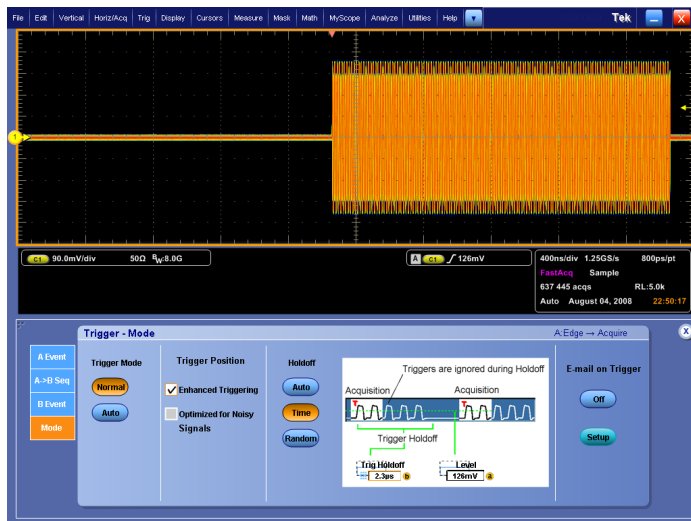 File Edit Vertical Horiz/Acq Trig Display Cursors Measure Mask Math MyScope Analyze Utilities Help Tek X
1
C1 90.0mV/div 50Ω BW:8.0G
A C1 126mV
400ns/div 1.25GS/s 800ps/pt
FastAcq Sample
637 445 acqs RL:5.0k
Auto August 04, 2008 22:50:17
Trigger - Mode A:Edge → Acquire X
A Event
A->B Seq
B Event
Mode
Trigger Mode
Normal
Auto
Trigger Position
Enhanced Triggering
Optimized for Noisy
Signals
Holdoff
Auto
Time
Random
Triggers are ignored during Holdoff
Acquisition Acquisition
T T
Trigger Holdoff
Trig Holdoff
2.3µs b
Level
126mV a
E-mail on Trigger
Off
Setup